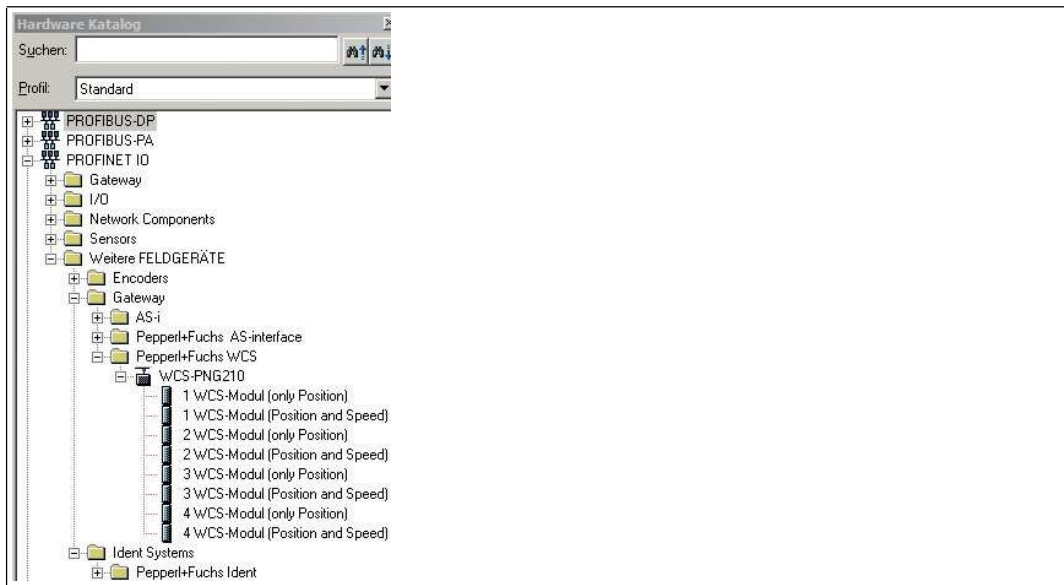 Hardware Katalog
Suchen:
Profil: Standard
PROFIBUS-DP
PROFIBUS-PA
PROFINET IO
Gateway
I/O
Network Components
Sensors
Weitere FELDGERÄTE
Encoders
Gateway
AS-i
Pepperl+Fuchs AS-interface
Pepperl+Fuchs WCS
WCS-PNG210
1 WCS-Modul (only Position)
1 WCS-Modul (Position and Speed)
2 WCS-Modul (only Position)
2 WCS-Modul (Position and Speed)
3 WCS-Modul (only Position)
3 WCS-Modul (Position and Speed)
4 WCS-Modul (only Position)
4 WCS-Modul (Position and Speed)
Ident Systems
Pepperl+Fuchs Ident